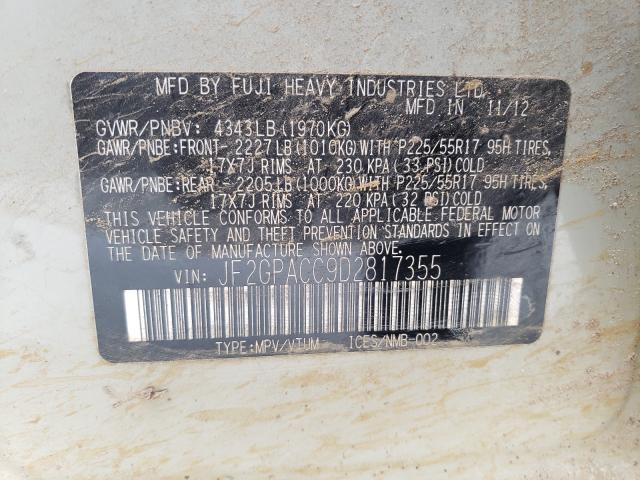 MFD BY FUJI HEAVY INDUSTRIES LTD.
MFD IN 11/12
GVWR/PNBV: 4343LB(1970KG)
GAWR/PNBE:FRONT- 2227LB(1010KG)WITH P225/55R17 95H TIRES,
17X7J RIMS AT 230 KPA(33 PSI)COLD
GAWR/PNBE:REAR- 2205LB(1000KG)WITH P225/55R17 95H TIRES,
17X7J RIMS AT 220 KPA(32 PSI)COLD
THIS VEHICLE CONFORMS TO ALL APPLICABLE FEDERAL MOTOR
VEHICLE SAFETY AND THEFT PREVENTION STANDARDS IN EFFECT ON
THE DATE OF MANUFACTURE SHOWN ABOVE.
VIN: JF2GPACC9D2817355
TYPE:MPV/VTUM ICES/NMB-002